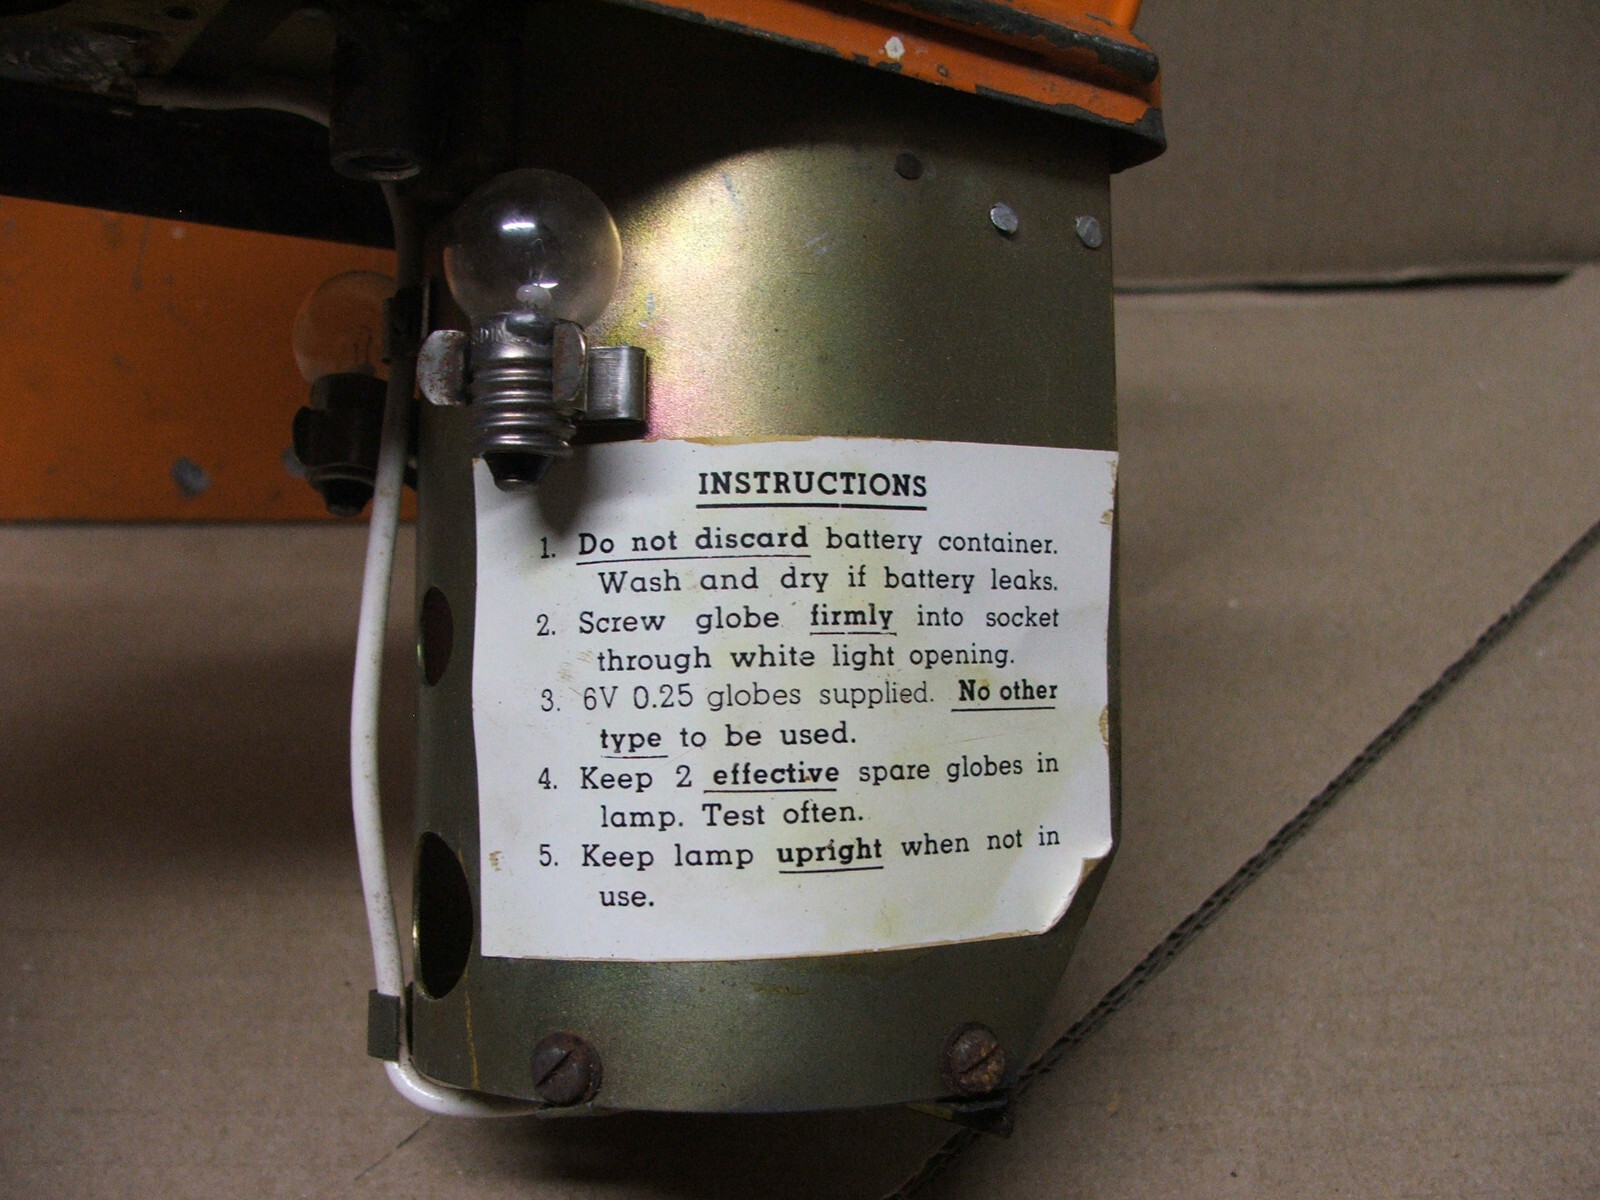 INSTRUCTIONS
1. Do not discard battery container.
Wash and dry if battery leaks.
2. Screw globe firmly into socket
through white light opening.
3. 6V 0.25 globes supplied. No other
type to be used.
4. Keep 2 effective spare globes in
lamp. Test often.
5. Keep lamp upright when not in
use.